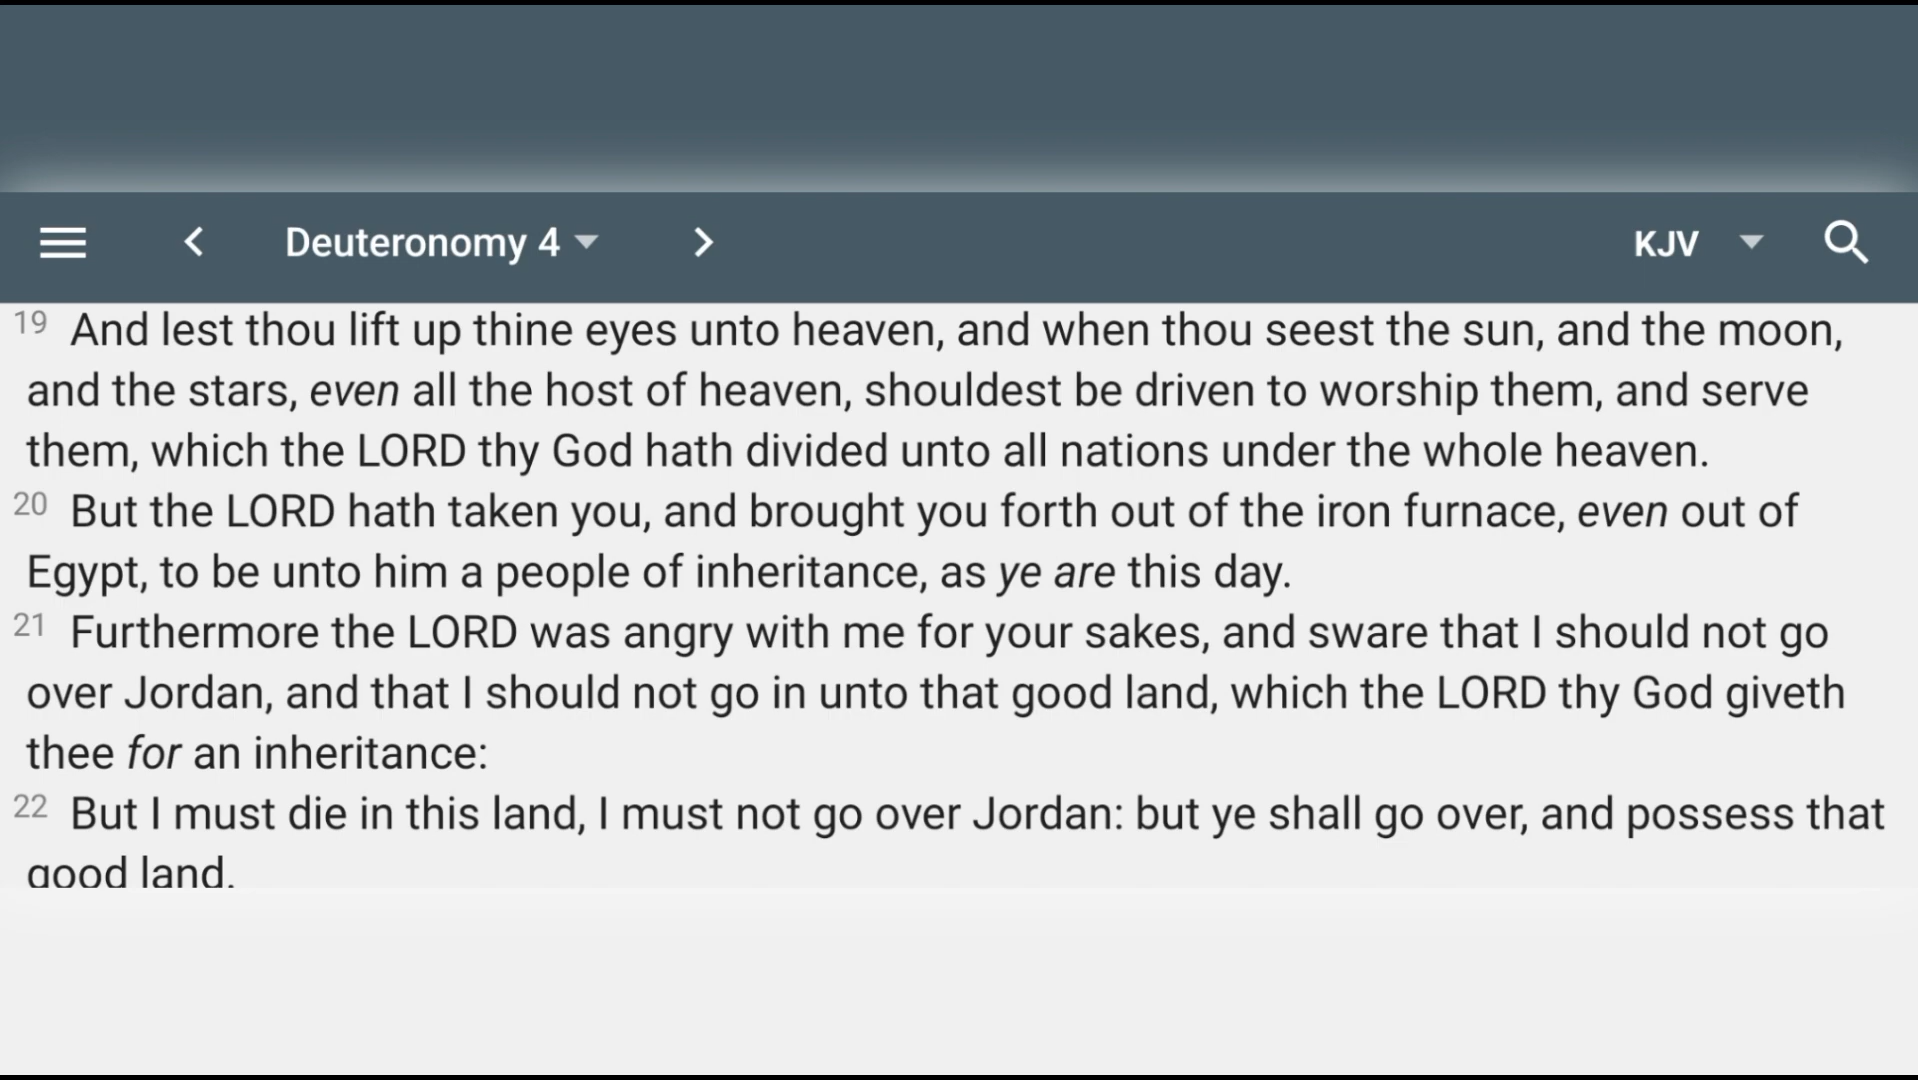 Deuteronomy 4 KJV
19 And lest thou lift up thine eyes unto heaven, and when thou seest the sun, and the moon,
and the stars, even all the host of heaven, shouldest be driven to worship them, and serve
them, which the LORD thy God hath divided unto all nations under the whole heaven.
20 But the LORD hath taken you, and brought you forth out of the iron furnace, even out of
Egypt, to be unto him a people of inheritance, as ye are this day.
21 Furthermore the LORD was angry with me for your sakes, and sware that I should not go
over Jordan, and that I should not go in unto that good land, which the LORD thy God giveth
thee for an inheritance:
22 But I must die in this land, I must not go over Jordan: but ye shall go over, and possess that
good land.